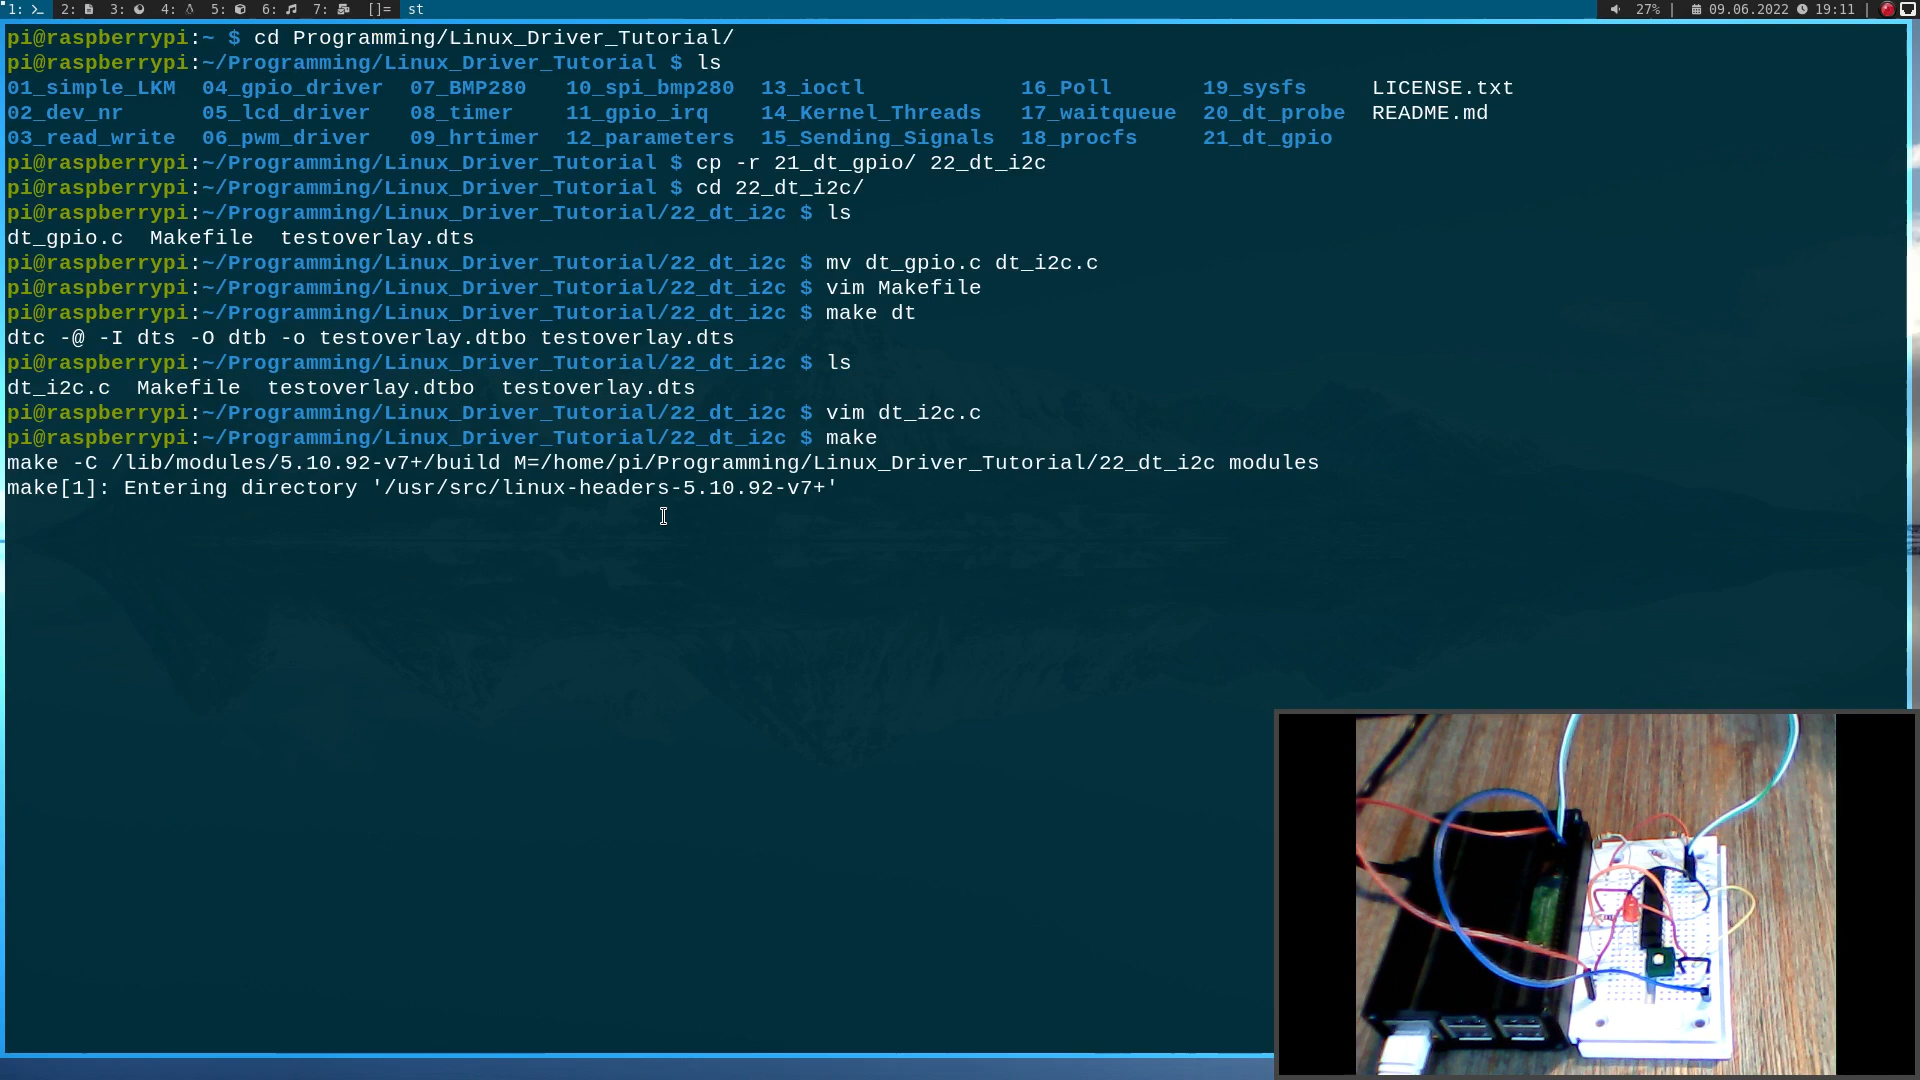 1: 2: 3: 4: 5: 6: 7: []= st 27% | 09.06.2022 19:11 |
pi@raspberrypi:~ $ cd Programming/Linux_Driver_Tutorial/
pi@raspberrypi:~/Programming/Linux_Driver_Tutorial $ ls
01_simple_LKM 04_gpio_driver 07_BMP280 10_spi_bmp280 13_ioctl 16_Poll 19_sysfs LICENSE.txt
02_dev_nr 05_lcd_driver 08_timer 11_gpio_irq 14_Kernel_Threads 17_waitqueue 20_dt_probe README.md
03_read_write 06_pwm_driver 09_hrtimer 12_parameters 15_Sending_Signals 18_procfs 21_dt_gpio
pi@raspberrypi:~/Programming/Linux_Driver_Tutorial $ cp -r 21_dt_gpio/ 22_dt_i2c
pi@raspberrypi:~/Programming/Linux_Driver_Tutorial $ cd 22_dt_i2c/
pi@raspberrypi:~/Programming/Linux_Driver_Tutorial/22_dt_i2c $ ls
dt_gpio.c Makefile testoverlay.dts
pi@raspberrypi:~/Programming/Linux_Driver_Tutorial/22_dt_i2c $ mv dt_gpio.c dt_i2c.c
pi@raspberrypi:~/Programming/Linux_Driver_Tutorial/22_dt_i2c $ vim Makefile
pi@raspberrypi:~/Programming/Linux_Driver_Tutorial/22_dt_i2c $ make dt
dtc -@ -I dts -O dtb -o testoverlay.dtbo testoverlay.dts
pi@raspberrypi:~/Programming/Linux_Driver_Tutorial/22_dt_i2c $ ls
dt_i2c.c Makefile testoverlay.dtbo testoverlay.dts
pi@raspberrypi:~/Programming/Linux_Driver_Tutorial/22_dt_i2c $ vim dt_i2c.c
pi@raspberrypi:~/Programming/Linux_Driver_Tutorial/22_dt_i2c $ make
make -C /lib/modules/5.10.92-v7+/build M=/home/pi/Programming/Linux_Driver_Tutorial/22_dt_i2c modules
make[1]: Entering directory '/usr/src/linux-headers-5.10.92-v7+'